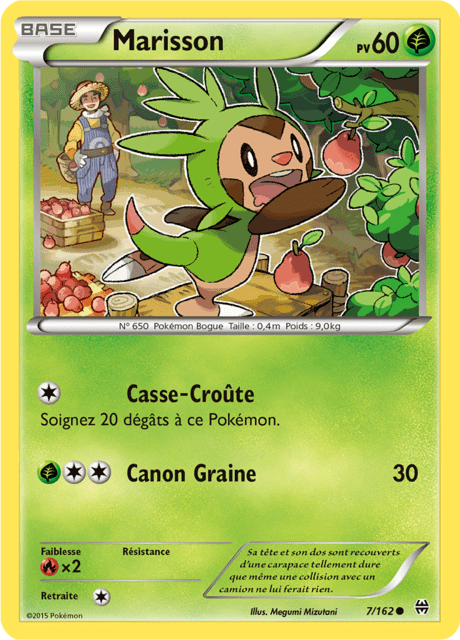 BASE
Marisson
PV60
N° 650 Pokémon Bogue Taille : 0,4m Poids : 9,0kg
Casse-Croûte
Soignez 20 dégâts à ce Pokémon.
Canon Graine 30
Faiblesse Résistance
×2
Retraite
Sa tête et son dos sont recouverts
d'une carapace tellement dure
que même une collision avec un
camion ne lui ferait rien.
©2015 Pokémon
Illus. Megumi Mizutani 7/162